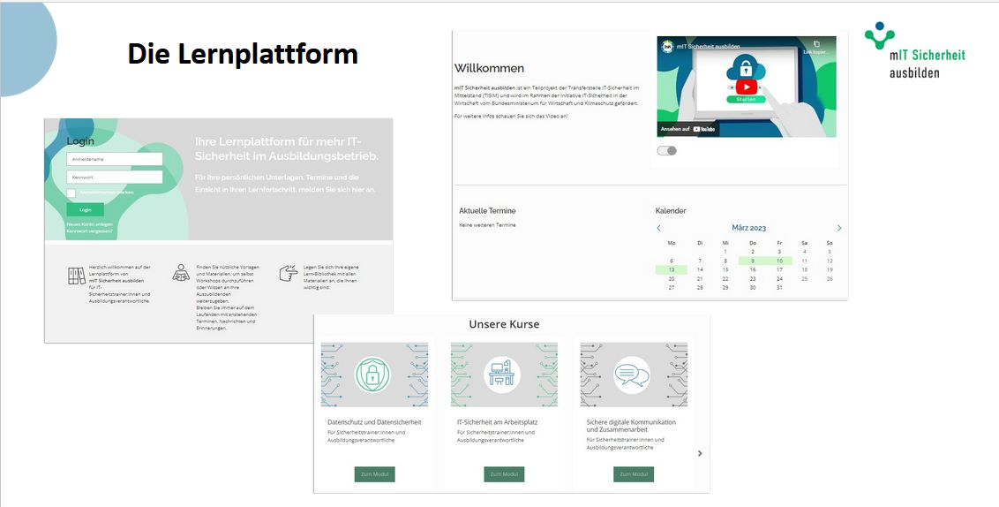 Die Lernplattform
mIT Sicherheit
ausbilden
Login
Anmeldename
Kennwort
Anmeldenamen merken
Login
Neues Konto anlegen
Kennwort vergessen?
Ihre Lernplattform für mehr IT-
Sicherheit im Ausbildungsbetrieb.
Für Ihre persönlichen Unterlagen, Termine und die
Einsicht in Ihren Lernfortschritt, melden Sie sich hier an.
Herzlich willkommen auf der
Lernplattform von
mIT Sicherheit ausbilden
für IT-
Sicherheitstrainer:innen und
Ausbildungsverantwortliche.
Finden Sie nützliche Vorlagen
und Materialien, um selbst
Workshops durchzuführen
oder Wissen an Ihre
Auszubildenden
weiterzugeben.
Bleiben Sie immer auf dem
Laufenden mit anstehenden
Terminen, Nachrichten und
Erinnerungen.
Legen Sie sich Ihre eigene
Lern-Bibliothek mit allen
Materialien an, die Ihnen
wichtig sind.
Willkommen
mIT Sicherheit ausbilden ist ein Teilprojekt der Transferstelle IT-Sicherheit im
Mittelstand (TISiM) und wird im Rahmen der Initiative IT-Sicherheit in der
Wirtschaft vom Bundesministerium für Wirtschaft und Klimaschutz gefördert.
Für weitere Infos schauen Sie sich das Video an!
mIT Sicherheit ausbilden
Link kopier...
Starten
Ansehen auf YouTube
Aktuelle Termine
Keine weiteren Termine
Kalender
März 2023
Mo Di Mi Do Fr Sa So
1 2 3 4 5
6 7 8 9 10 11 12
13 14 15 16 17 18 19
20 21 22 23 24 25 26
27 28 29 30 31
Unsere Kurse
Datenschutz und Datensicherheit
Für Sicherheitstrainer:innen und
Ausbildungsverantwortliche
Zum Modul
IT-Sicherheit am Arbeitsplatz
Für Sicherheitstrainer:innen und
Ausbildungsverantwortliche
Zum Modul
Sichere digitale Kommunikation
und Zusammenarbeit
Für Sicherheitstrainer:innen und
Ausbildungsverantwortliche
Zum Modul